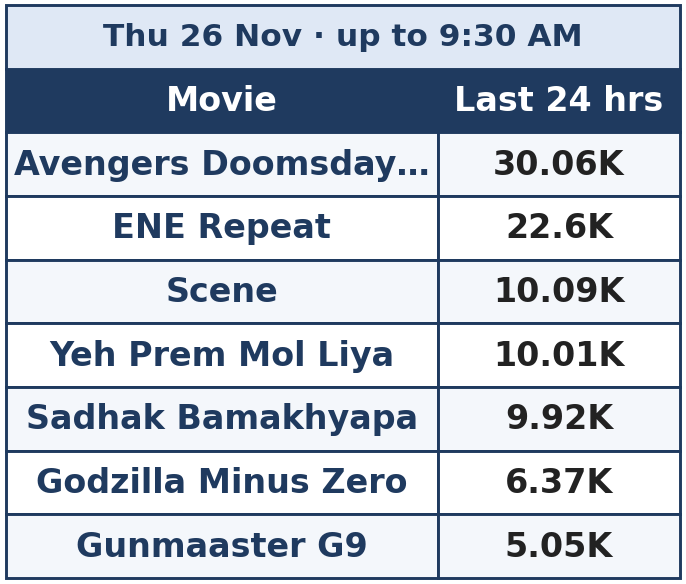 Thu 26 Nov · up to 9:30 AM
Movie Last 24 hrs
Avengers Doomsday... 30.06K
ENE Repeat 22.6K
Scene 10.09K
Yeh Prem Mol Liya 10.01K
Sadhak Bamakhyapa 9.92K
Godzilla Minus Zero 6.37K
Gunmaaster G9 5.05K